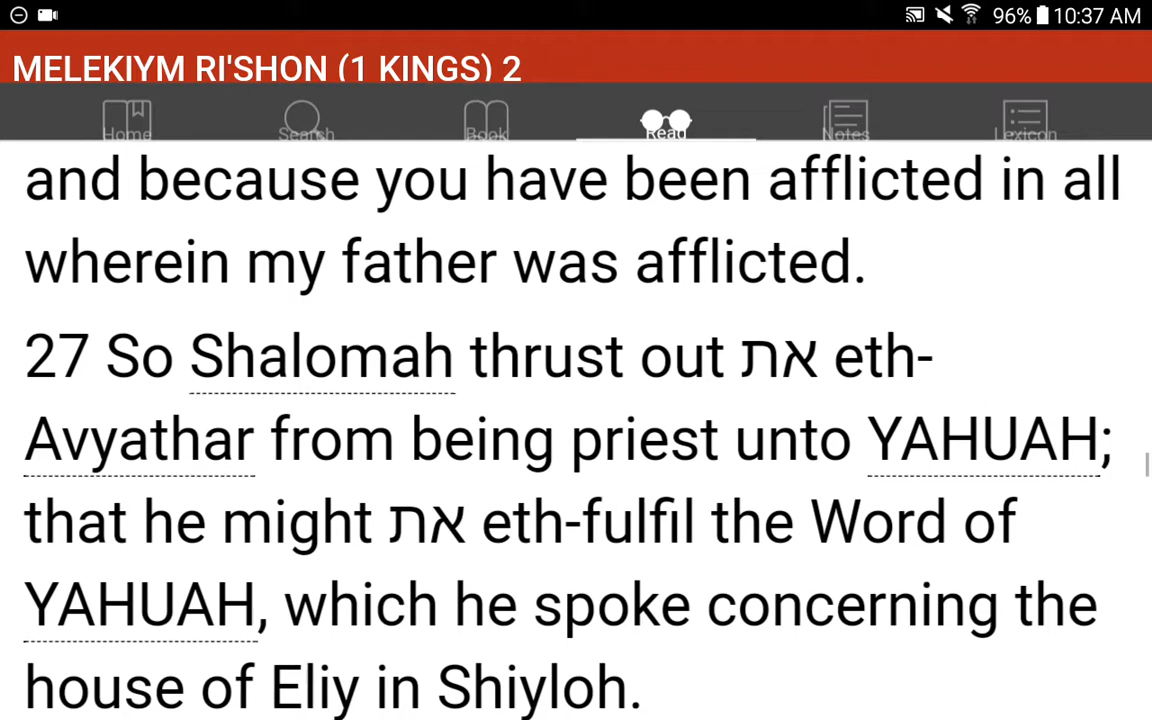 96% 10:37 AM
MELEKIYM RI'SHON (1 KINGS) 2
Home Search Book Read Notes Lexicon
and because you have been afflicted in all
wherein my father was afflicted.
27 So Shalomah thrust out את eth-
Avyathar from being priest unto YAHUAH;
that he might את eth-fulfil the Word of
YAHUAH, which he spoke concerning the
house of Eliy in Shiyloh.